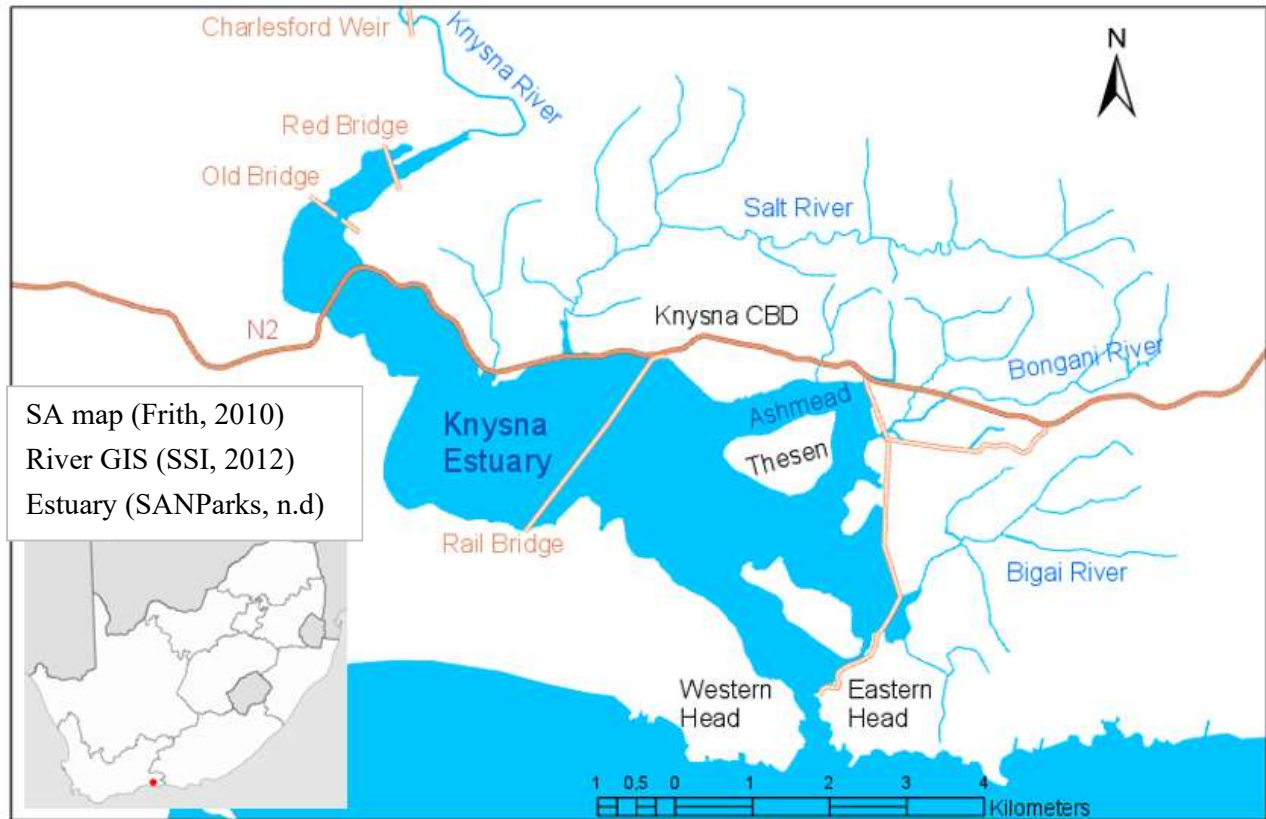 Charlesford Weir
Knysna River
N
Red Bridge
Old Bridge
Salt River
Knysna CBD
N2
Bongani River
Ashmead
SA map (Frith, 2010)
River GIS (SSI, 2012)
Estuary (SANParks, n.d)
Knysna
Estuary
Thesen
Rail Bridge
Bigai River
Western
Head
Eastern
Head
1 0,5 0 1 2 3 4
Kilometers